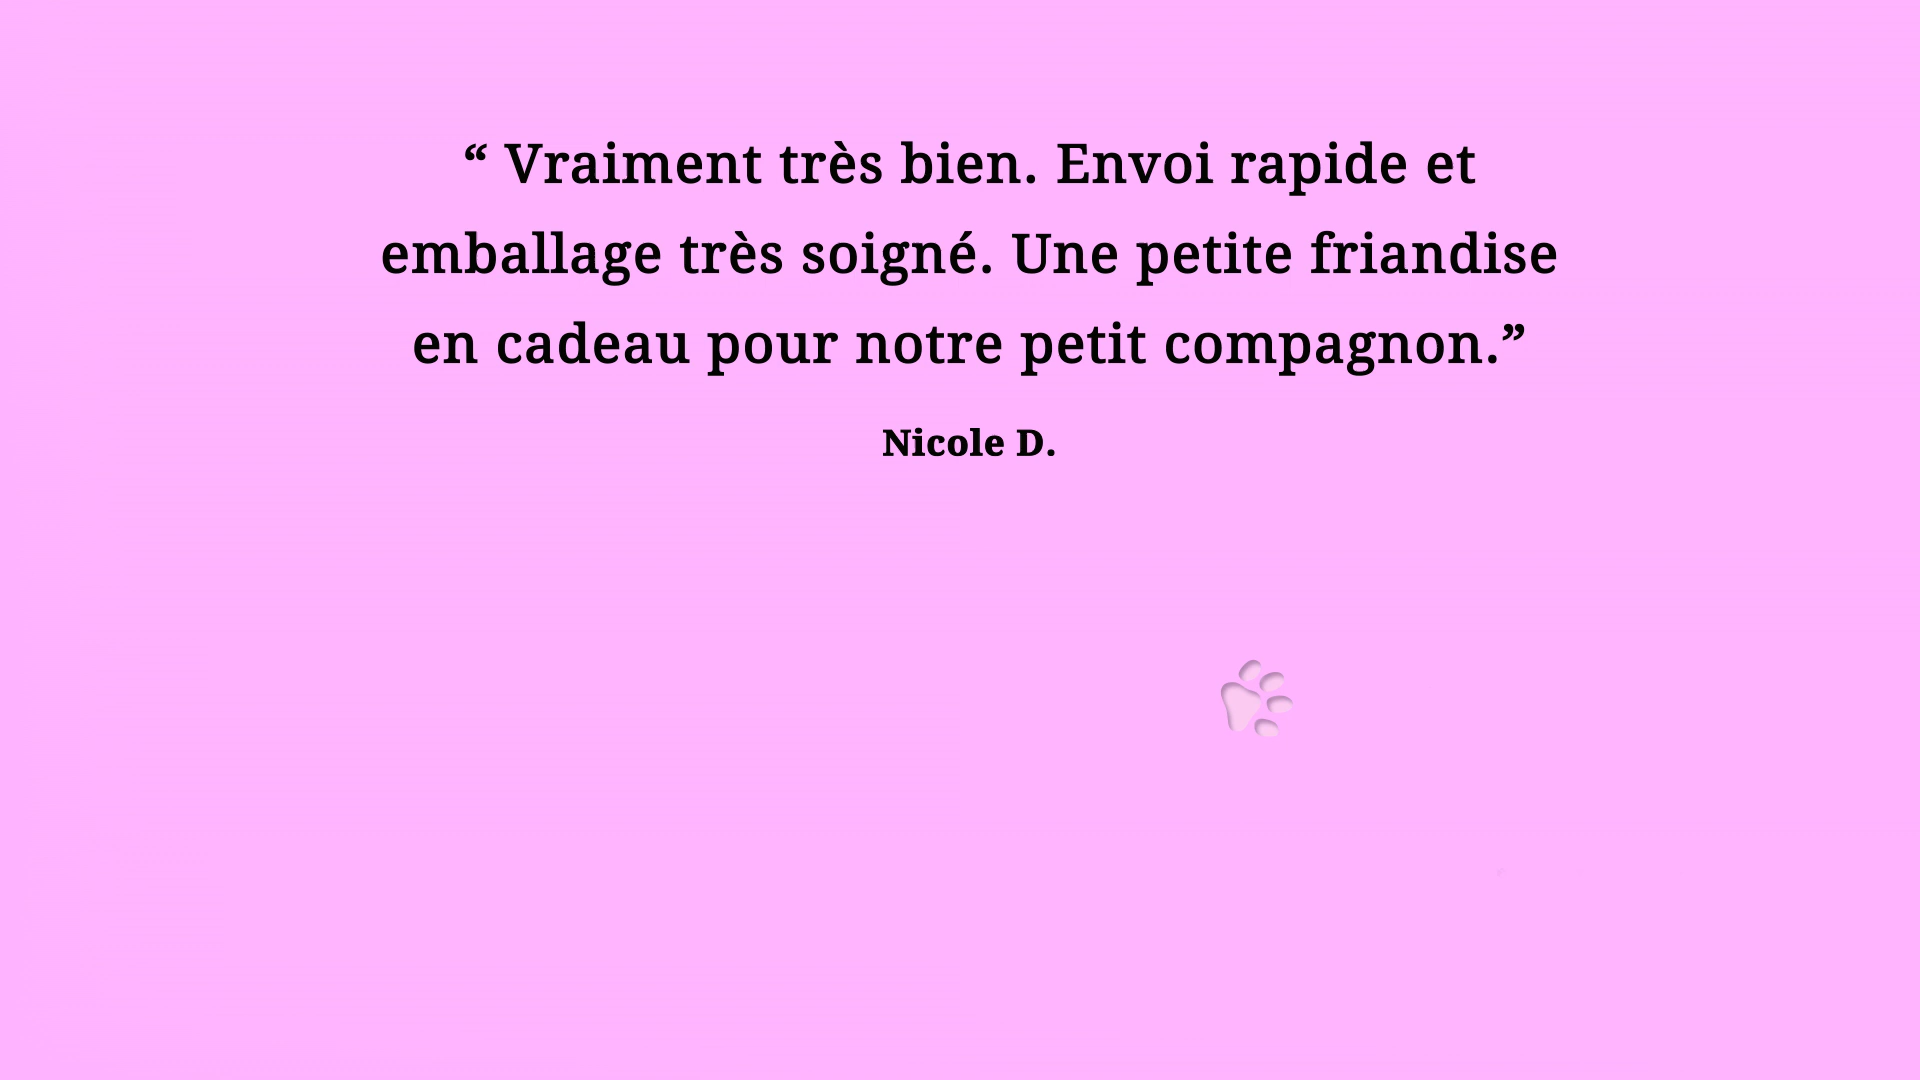 “ Vraiment très bien. Envoi rapide et
emballage très soigné. Une petite friandise
en cadeau pour notre petit compagnon.”
Nicole D.